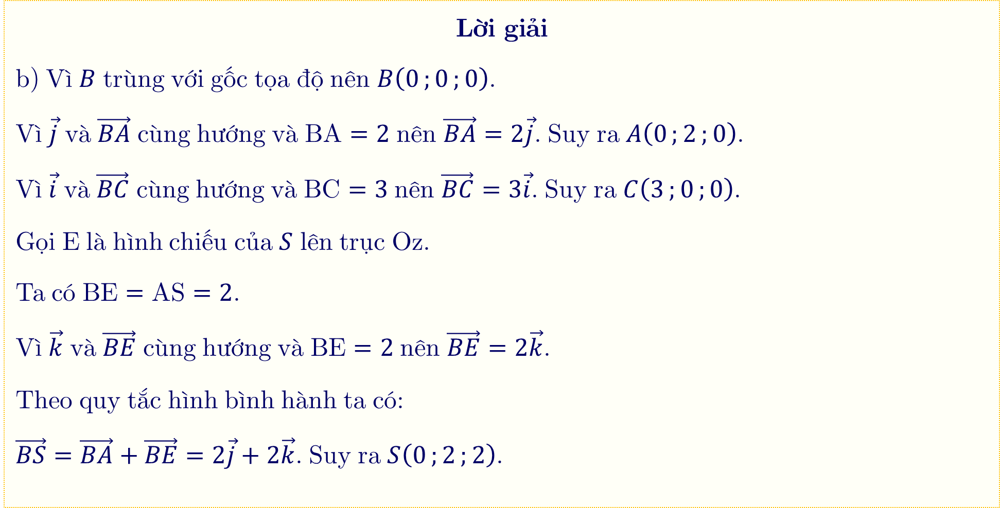 Lời giải
b) Vì B trùng với gốc tọa độ nên B(0 ; 0 ; 0).
Vì $\vec{j}$ và $\overrightarrow{BA}$ cùng hướng và BA = 2 nên $\overrightarrow{BA}$ = 2$\vec{j}$. Suy ra A(0 ; 2 ; 0).
Vì $\vec{i}$ và $\overrightarrow{BC}$ cùng hướng và BC = 3 nên $\overrightarrow{BC}$ = 3$\vec{i}$. Suy ra C(3 ; 0 ; 0).
Gọi E là hình chiếu của S lên trục Oz.
Ta có BE = AS = 2.
Vì $\vec{k}$ và $\overrightarrow{BE}$ cùng hướng và BE = 2 nên $\overrightarrow{BE}$ = 2$\vec{k}$.
Theo quy tắc hình bình hành ta có:
$\overrightarrow{BS}$ = $\overrightarrow{BA}$ + $\overrightarrow{BE}$ = 2$\vec{j}$ + 2$\vec{k}$. Suy ra S(0 ; 2 ; 2).